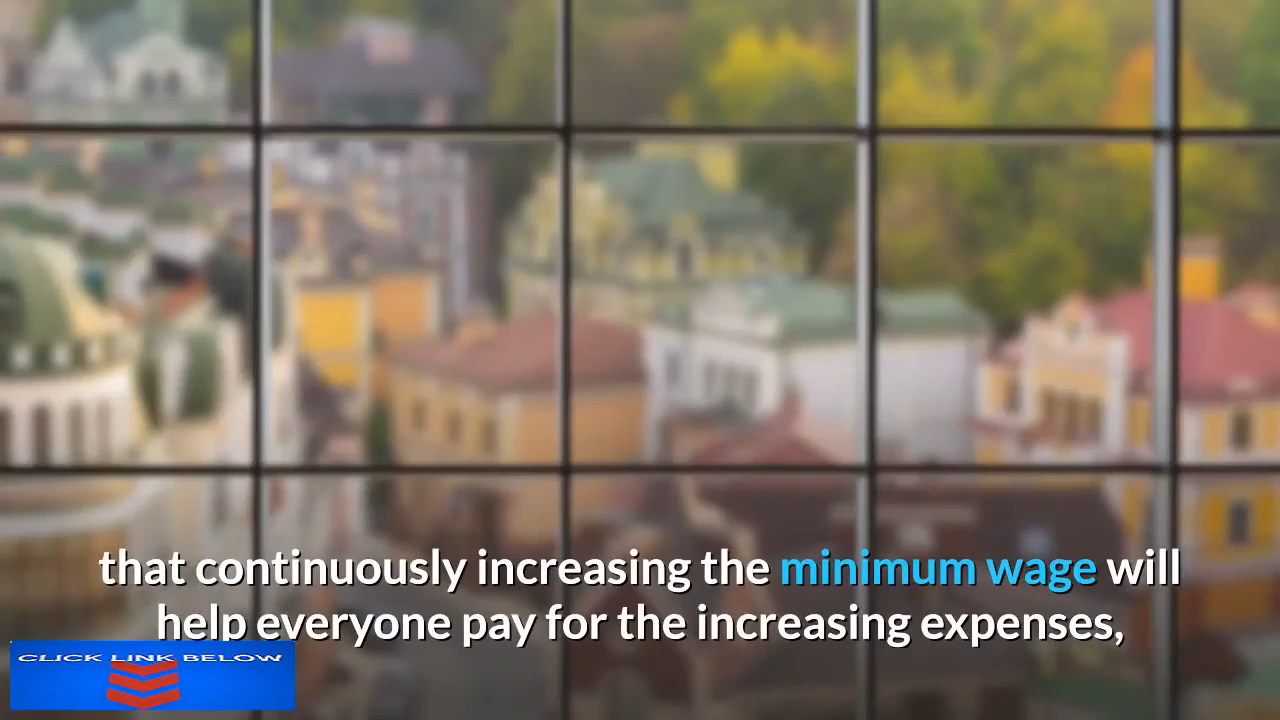 that continuously increasing the minimum wage will
help everyone pay for the increasing expenses,
CLICK LINK BELOW